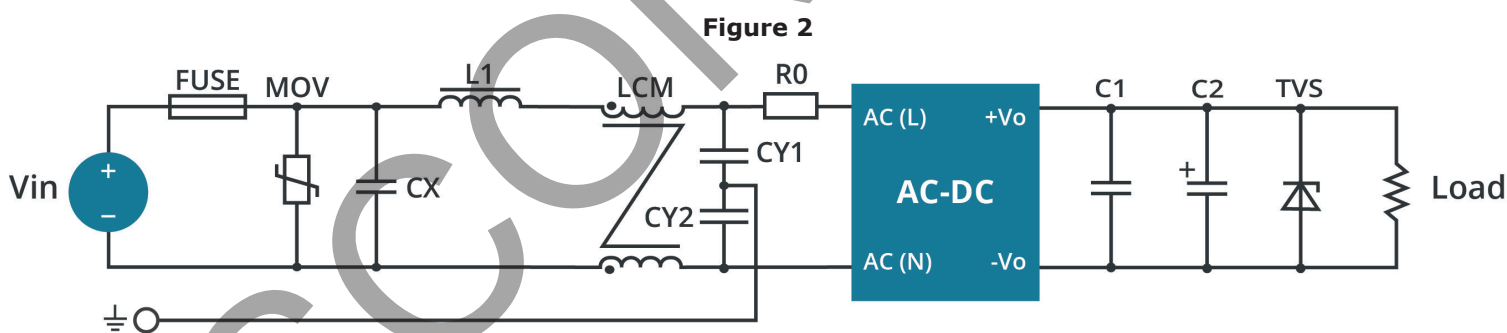 Figure 2
FUSE MOV L1 LCM R0 C1 C2 TVS
AC (L) +Vo
CY1
+
Vin CX AC-DC + Load
−
CY2
AC (N) -Vo